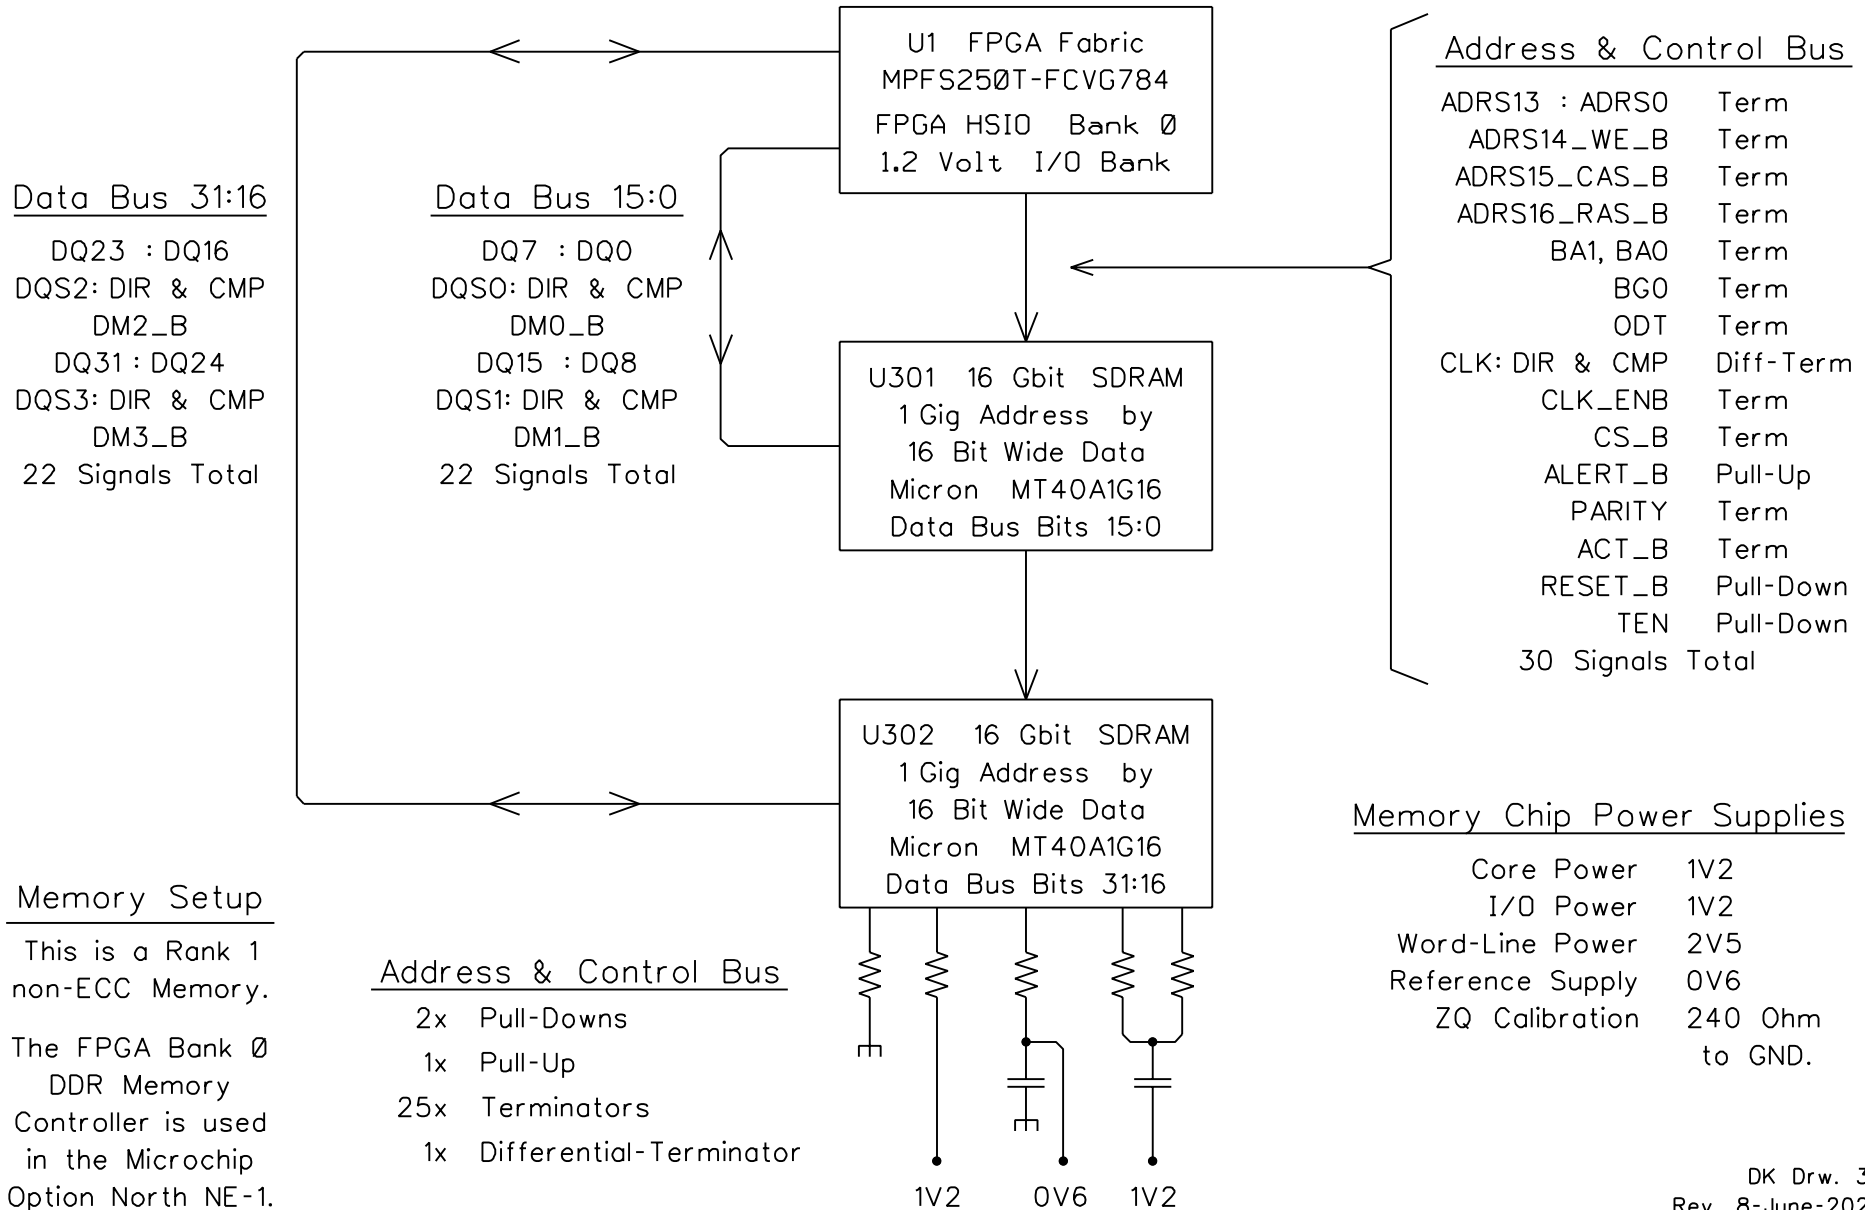 U1 FPGA Fabric
MPFS250T-FCVG784
FPGA HSIO Bank 0
1.2 Volt I/O Bank
Data Bus 31:16
DQ23 : DQ16
DQS2: DIR & CMP
DM2_B
DQ31 : DQ24
DQS3: DIR & CMP
DM3_B
22 Signals Total
Data Bus 15:0
DQ7 : DQ0
DQS0: DIR & CMP
DM0_B
DQ15 : DQ8
DQS1: DIR & CMP
DM1_B
22 Signals Total
U301 16 Gbit SDRAM
1 Gig Address by
16 Bit Wide Data
Micron MT40A1G16
Data Bus Bits 15:0
Address & Control Bus
ADRS13 : ADRS0 Term
ADRS14_WE_B Term
ADRS15_CAS_B Term
ADRS16_RAS_B Term
BA1, BA0 Term
BG0 Term
ODT Term
CLK: DIR & CMP Diff-Term
CLK_ENB Term
CS_B Term
ALERT_B Pull-Up
PARITY Term
ACT_B Term
RESET_B Pull-Down
TEN Pull-Down
30 Signals Total
U302 16 Gbit SDRAM
1 Gig Address by
16 Bit Wide Data
Micron MT40A1G16
Data Bus Bits 31:16
Memory Chip Power Supplies
Core Power 1V2
I/O Power 1V2
Word-Line Power 2V5
Reference Supply 0V6
ZQ Calibration 240 Ohm
to GND.
Memory Setup
This is a Rank 1
non-ECC Memory.
The FPGA Bank 0
DDR Memory
Controller is used
in the Microchip
Option North NE-1.
Address & Control Bus
2x Pull-Downs
1x Pull-Up
25x Terminators
1x Differential-Terminator
1V2 0V6 1V2
DK Drw. 3
Rev. 8-June-202